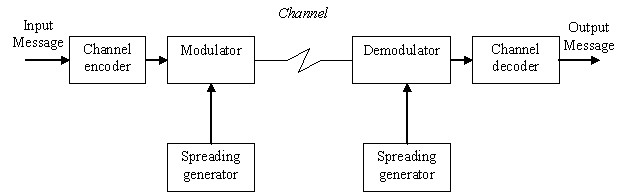 Channel
Input
Message
Channel
encoder
Modulator
Demodulator
Channel
decoder
Output
Message
Spreading
generator
Spreading
generator